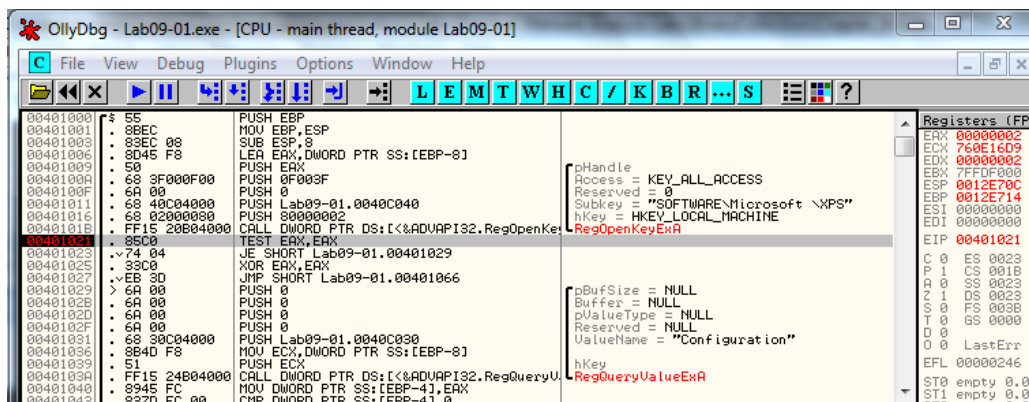 OllyDbg - Lab09-01.exe - [CPU - main thread, module Lab09-01]
C File View Debug Plugins Options Window Help
L E M T W H C / K B R ... S ?
00401000 $ 55 PUSH EBP
00401001 . 8BEC MOV EBP,ESP
00401003 . 83EC 08 SUB ESP,8
00401006 . 8D45 F8 LEA EAX,DWORD PTR SS:[EBP-8]
00401009 . 50 PUSH EAX pHandle
0040100A . 68 3F000F00 PUSH 0F003F Access = KEY_ALL_ACCESS
0040100F . 6A 00 PUSH 0 Reserved = 0
00401011 . 68 40C04000 PUSH Lab09-01.0040C040 Subkey = "SOFTWARE\Microsoft \XPS"
00401016 . 68 02000080 PUSH 80000002 hKey = HKEY_LOCAL_MACHINE
0040101B . FF15 20B04000 CALL DWORD PTR DS:[<&ADVAPI32.RegOpenKe RegOpenKeyExA
00401021 . 85C0 TEST EAX,EAX
00401023 .v74 04 JE SHORT Lab09-01.00401029
00401025 . 33C0 XOR EAX,EAX
00401027 .vEB 3D JMP SHORT Lab09-01.00401066
00401029 > 6A 00 PUSH 0 pBufSize = NULL
0040102B . 6A 00 PUSH 0 Buffer = NULL
0040102D . 6A 00 PUSH 0 pValueType = NULL
0040102F . 6A 00 PUSH 0 Reserved = NULL
00401031 . 68 30C04000 PUSH Lab09-01.0040C030 ValueName = "Configuration"
00401036 . 8B4D F8 MOV ECX,DWORD PTR SS:[EBP-8]
00401039 . 51 PUSH ECX hKey
0040103A . FF15 24B04000 CALL DWORD PTR DS:[<&ADVAPI32.RegQueryV RegQueryValueExA
00401040 . 8945 FC MOV DWORD PTR SS:[EBP-4],EAX
00401043 . 837D FC 00 CMP DWORD PTR SS:[EBP-4],0
Registers (FP
EAX 00000002
ECX 760E16D9
EDX 00000002
EBX 7FFDF000
ESP 0012E70C
EBP 0012E714
ESI 00000000
EDI 00000000
EIP 00401021
C 0 ES 0023
P 1 CS 001B
A 0 SS 0023
Z 1 DS 0023
S 0 FS 003B
T 0 GS 0000
D 0
O 0 LastErr
EFL 00000246
ST0 empty 0.0
ST1 empty 0.0